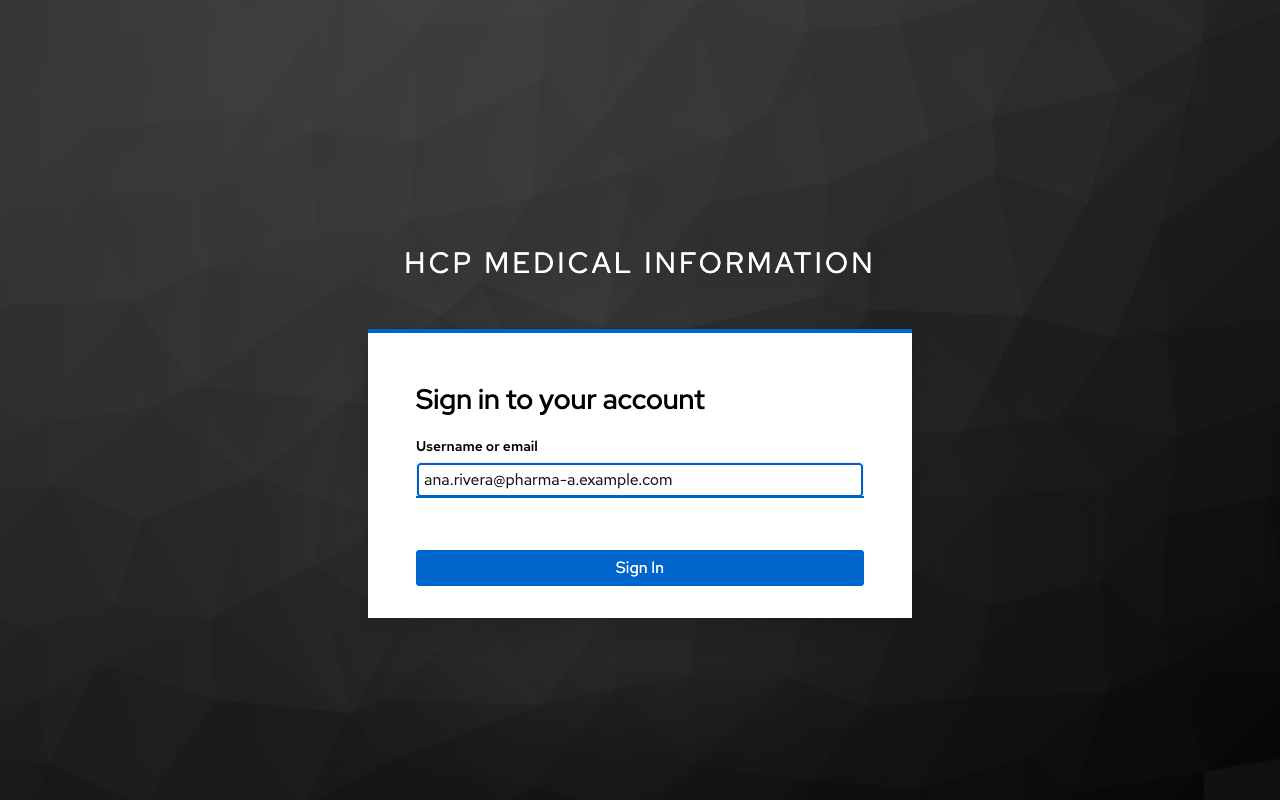 HCP MEDICAL INFORMATION
Sign in to your account
Username or email
ana.rivera@pharma-a.example.com
Sign In